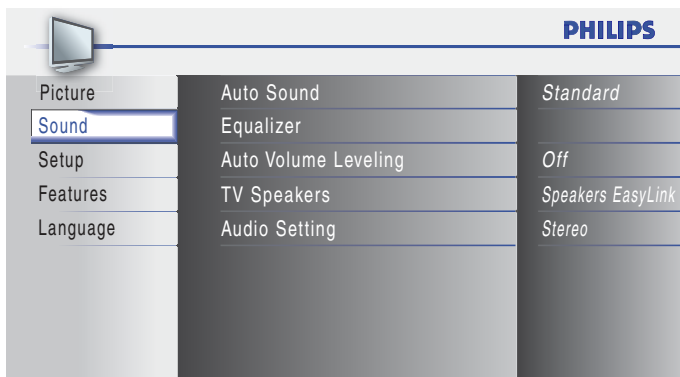 PHILIPS
Picture Auto Sound Standard
Sound Equalizer
Setup Auto Volume Leveling Off
Features TV Speakers Speakers EasyLink
Language Audio Setting Stereo